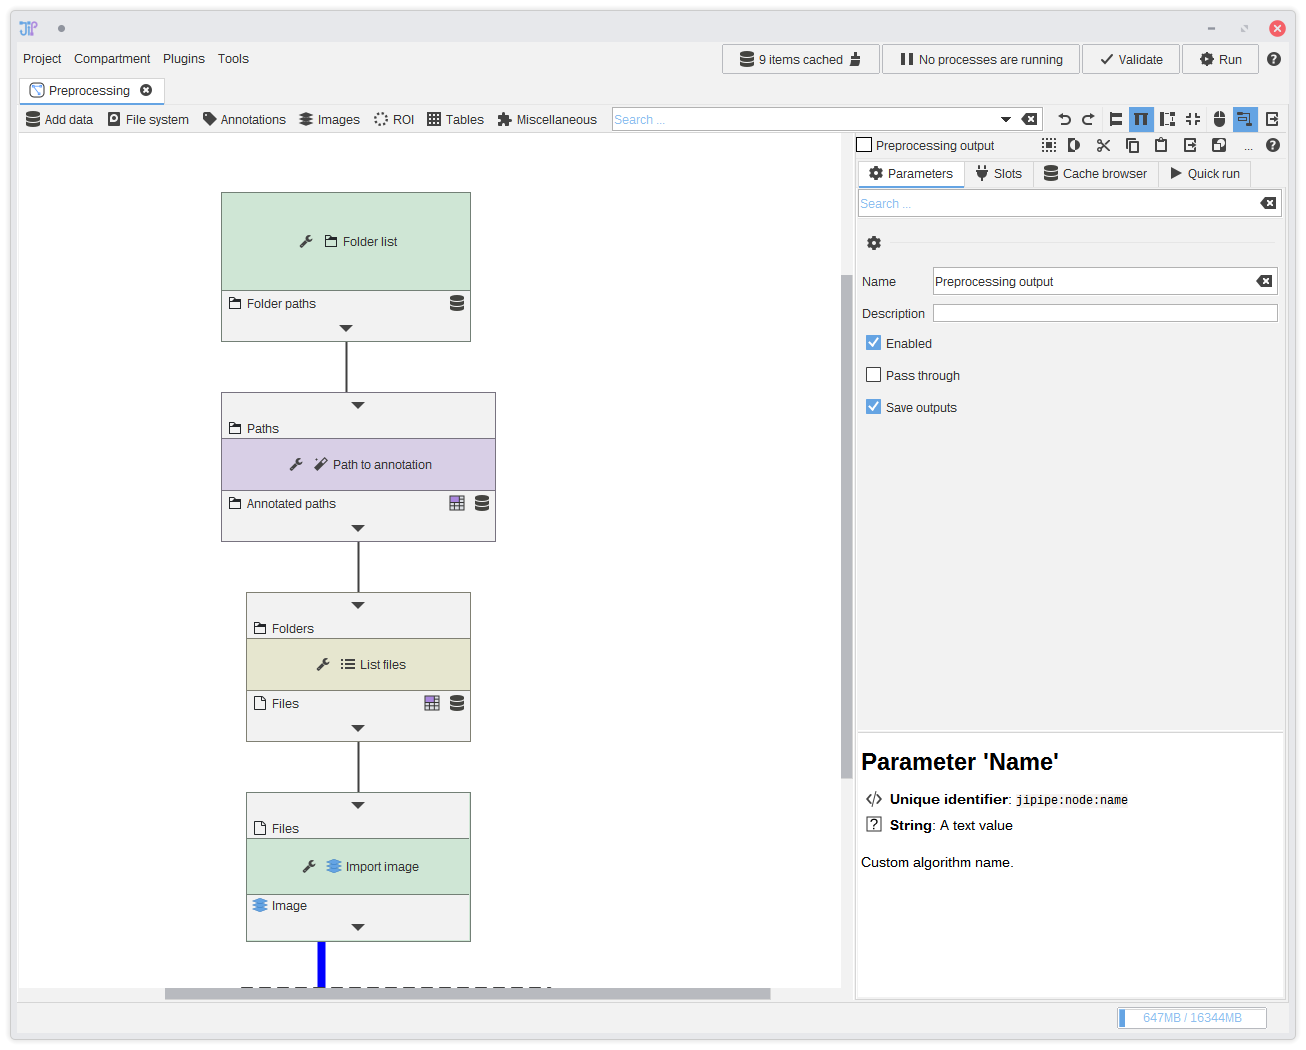 JIP
Project Compartment Plugins Tools
9 items cached No processes are running Validate Run
Preprocessing
Add data File system Annotations Images ROI Tables Miscellaneous Search ...
Preprocessing output ...
Parameters Slots Cache browser Quick run
Search ...
Name Preprocessing output
Description
Enabled
Pass through
Save outputs
Folder list
Folder paths
Paths
Path to annotation
Annotated paths
Folders
List files
Files
Files
Import image
Image
Parameter 'Name'
</> Unique identifier: jipipe:node:name
? String: A text value
Custom algorithm name.
647MB / 16344MB